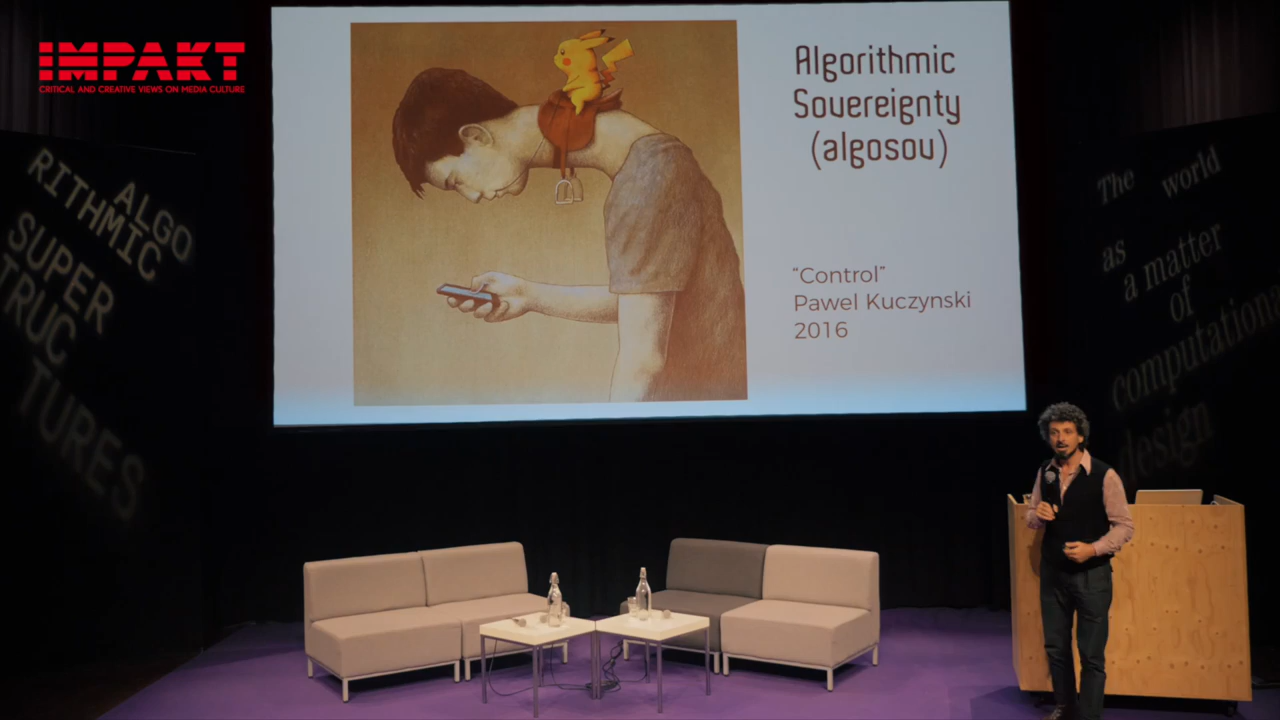 IMPAKT
CRITICAL AND CREATIVE VIEWS ON MEDIA CULTURE
Algorithmic
Sovereignty
(algosov)
“Control”
Pawel Kuczynski
2016
ALGO
RITHMIC
SUPER
TRUC
TURES
The world
as
a matter
of
computational
design